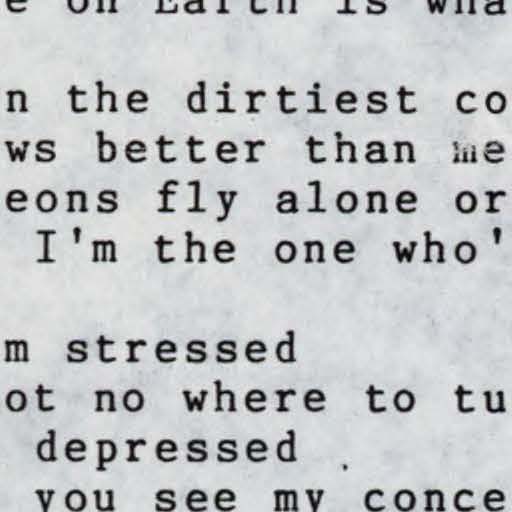 e on Earth is wha
n the dirtiest co
ws better than me
eons fly alone or
I'm the one who'
m stressed
ot no where to tu
depressed .
you see my conce